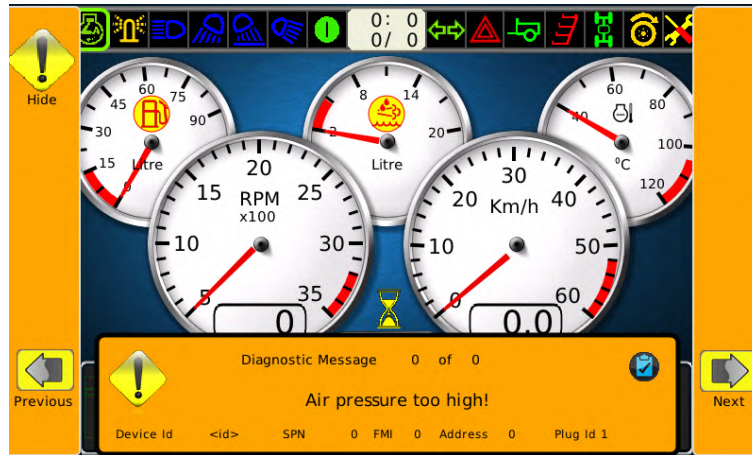 0: 0
0/ 0
Hide
15
30
45
60
75
90
0
Litre
2
8
14
20
Litre
40
60
80
100
120
°C
5
10
15
20
25
30
35
RPM
x100
0
0
10
20
30
40
50
60
Km/h
0.0
Previous
Next
Diagnostic Message 0 of 0
Air pressure too high!
Device Id <id> SPN 0 FMI 0 Address 0 Plug Id 1